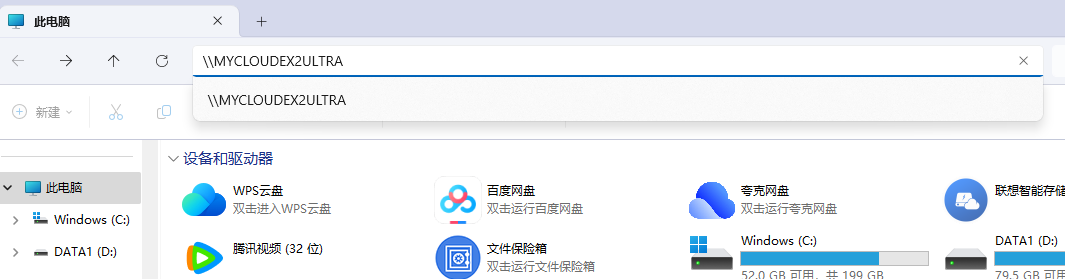 此电脑
\\MYCLOUDEX2ULTRA
\\MYCLOUDEX2ULTRA
新建
设备和驱动器
此电脑
Windows (C:)
DATA1 (D:)
WPS云盘
双击进入WPS云盘
百度网盘
双击运行百度网盘
夸克网盘
双击运行夸克网盘
联想智能存储
腾讯视频 (32 位)
文件保险箱
双击运行文件保险箱
Windows (C:)
52.0 GB 可用，共 199 GB
DATA1 (D:)
79.5 GB 可用